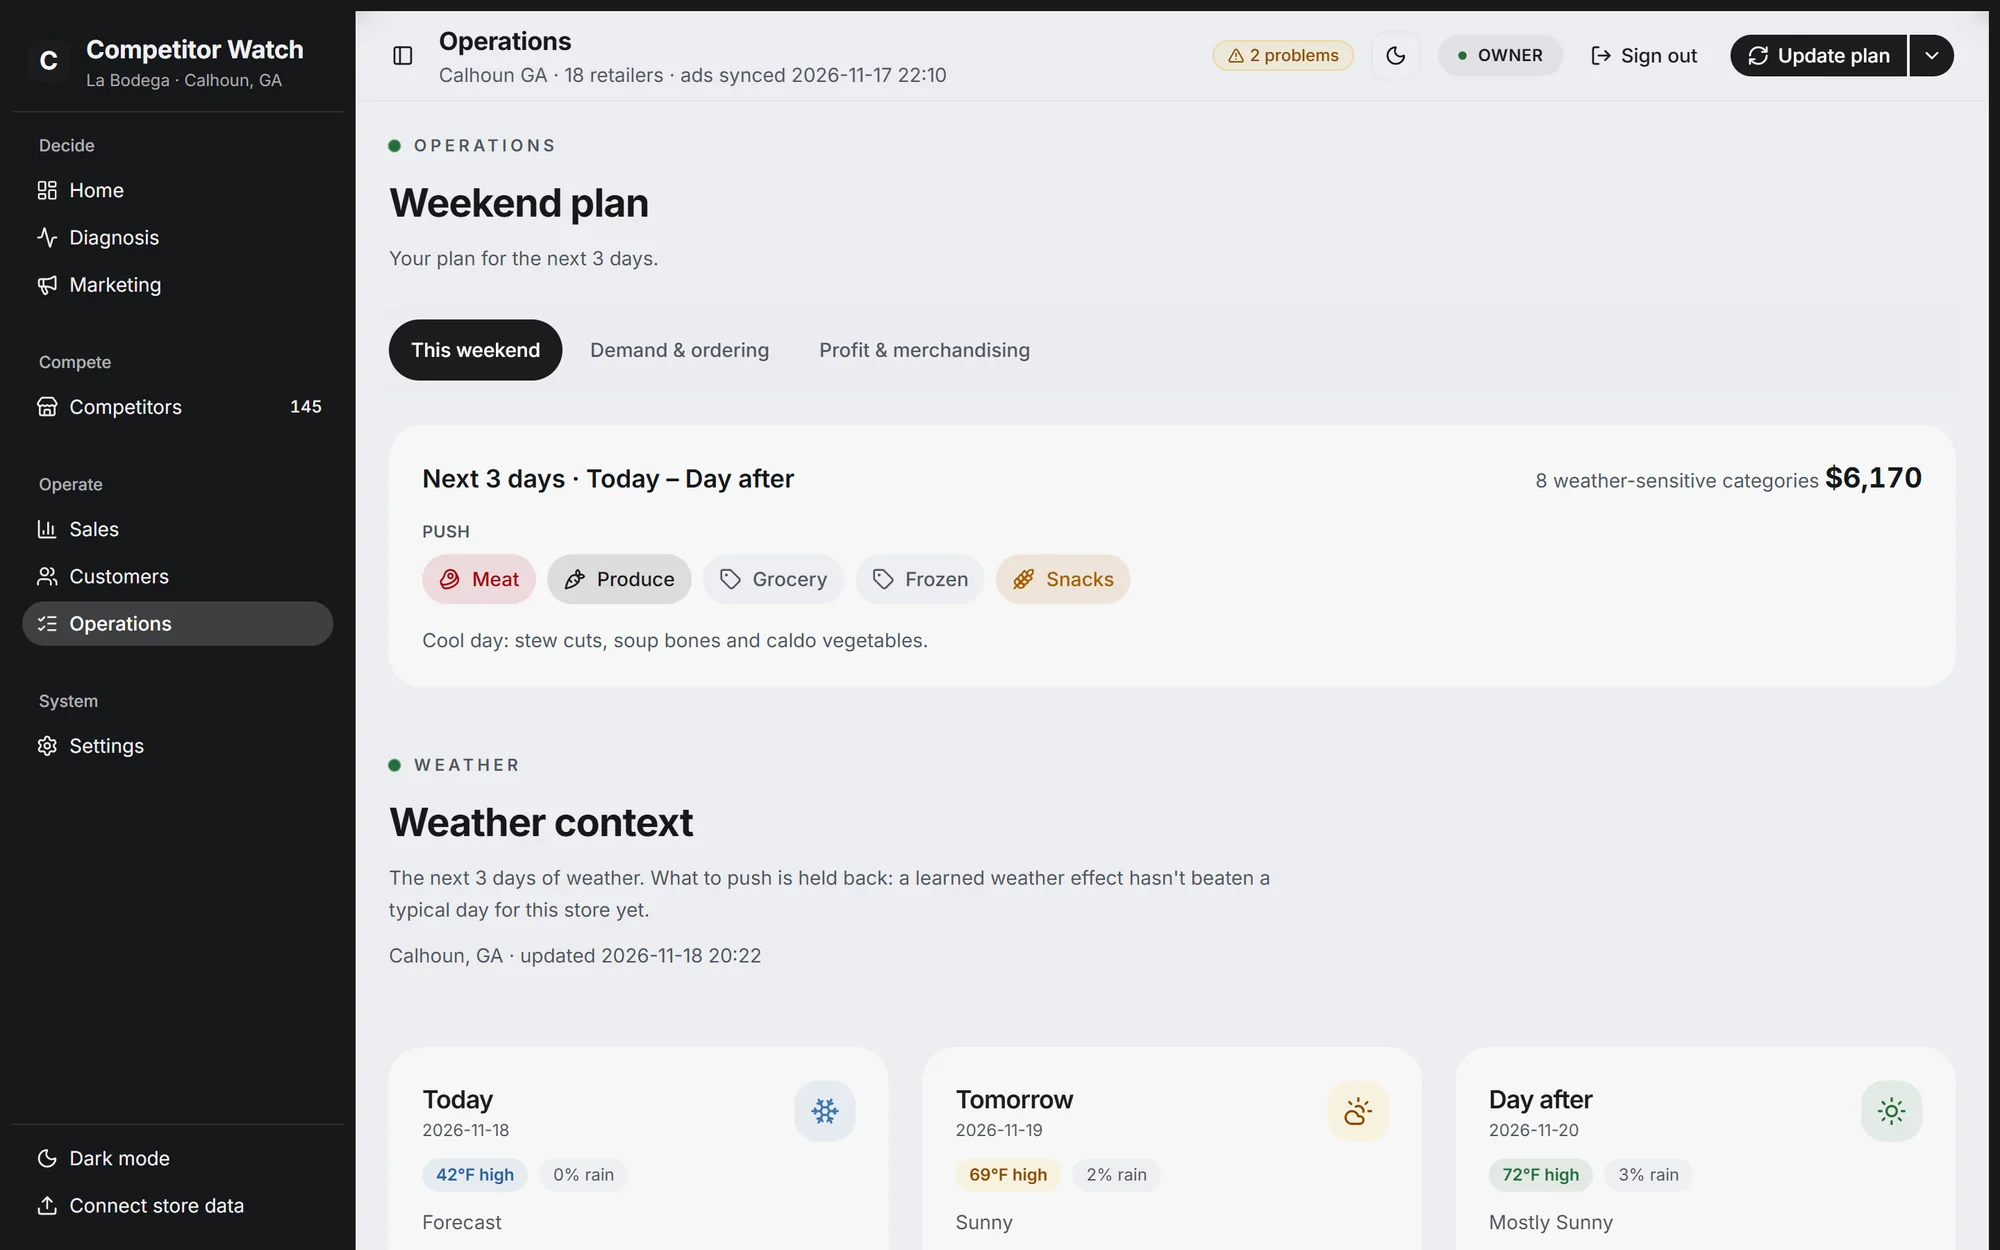 C
Competitor Watch
La Bodega · Calhoun, GA
Decide
Home
Diagnosis
Marketing
Compete
Competitors 145
Operate
Sales
Customers
Operations
System
Settings
Dark mode
Connect store data
Operations
Calhoun GA · 18 retailers · ads synced 2026-11-17 22:10
2 problems
OWNER
Sign out
Update plan
OPERATIONS
Weekend plan
Your plan for the next 3 days.
This weekend
Demand & ordering
Profit & merchandising
Next 3 days · Today – Day after
8 weather-sensitive categories $6,170
PUSH
Meat
Produce
Grocery
Frozen
Snacks
Cool day: stew cuts, soup bones and caldo vegetables.
WEATHER
Weather context
The next 3 days of weather. What to push is held back: a learned weather effect hasn't beaten a
typical day for this store yet.
Calhoun, GA · updated 2026-11-18 20:22
Today
2026-11-18
42°F high
0% rain
Forecast
Tomorrow
2026-11-19
69°F high
2% rain
Sunny
Day after
2026-11-20
72°F high
3% rain
Mostly Sunny